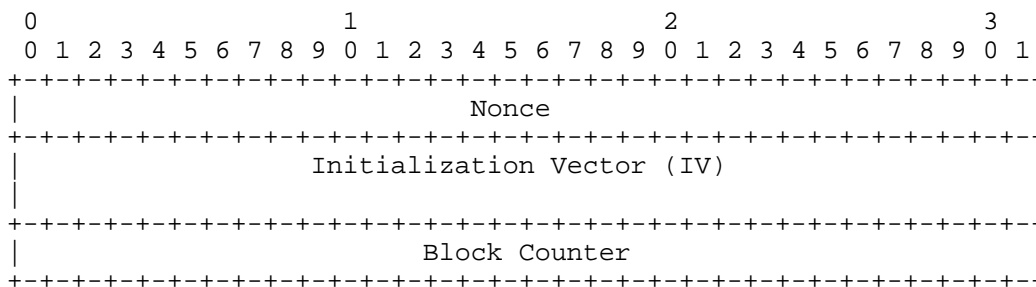 0                   1                   2                   3
0 1 2 3 4 5 6 7 8 9 0 1 2 3 4 5 6 7 8 9 0 1 2 3 4 5 6 7 8 9 0 1
+-+-+-+-+-+-+-+-+-+-+-+-+-+-+-+-+-+-+-+-+-+-+-+-+-+-+-+-+-+-+-+-
|                            Nonce
+-+-+-+-+-+-+-+-+-+-+-+-+-+-+-+-+-+-+-+-+-+-+-+-+-+-+-+-+-+-+-+-
|                  Initialization Vector (IV)
|
+-+-+-+-+-+-+-+-+-+-+-+-+-+-+-+-+-+-+-+-+-+-+-+-+-+-+-+-+-+-+-+-
|                         Block Counter
+-+-+-+-+-+-+-+-+-+-+-+-+-+-+-+-+-+-+-+-+-+-+-+-+-+-+-+-+-+-+-+-